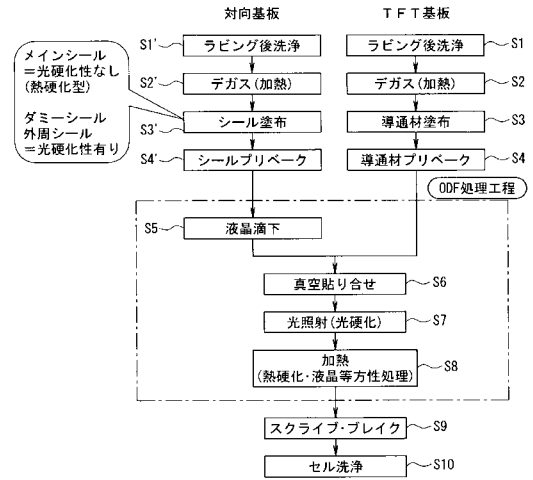 対向基板
TFT基板
S1'
ラビング後洗浄
ラビング後洗浄
S1
メインシール
=光硬化性なし
(熱硬化型)
ダミーシール
外周シール
=光硬化性有り
S2'
デガス(加熱)
デガス(加熱)
S2
S3'
シール塗布
導通材塗布
S3
S4'
シールプリベーク
導通材プリベーク
S4
ODF処理工程
S5
液晶滴下
真空貼り合せ
S6
光照射(光硬化)
S7
加熱
(熱硬化・液晶等方性処理)
S8
スクライブ・ブレイク
S9
セル洗浄
S10